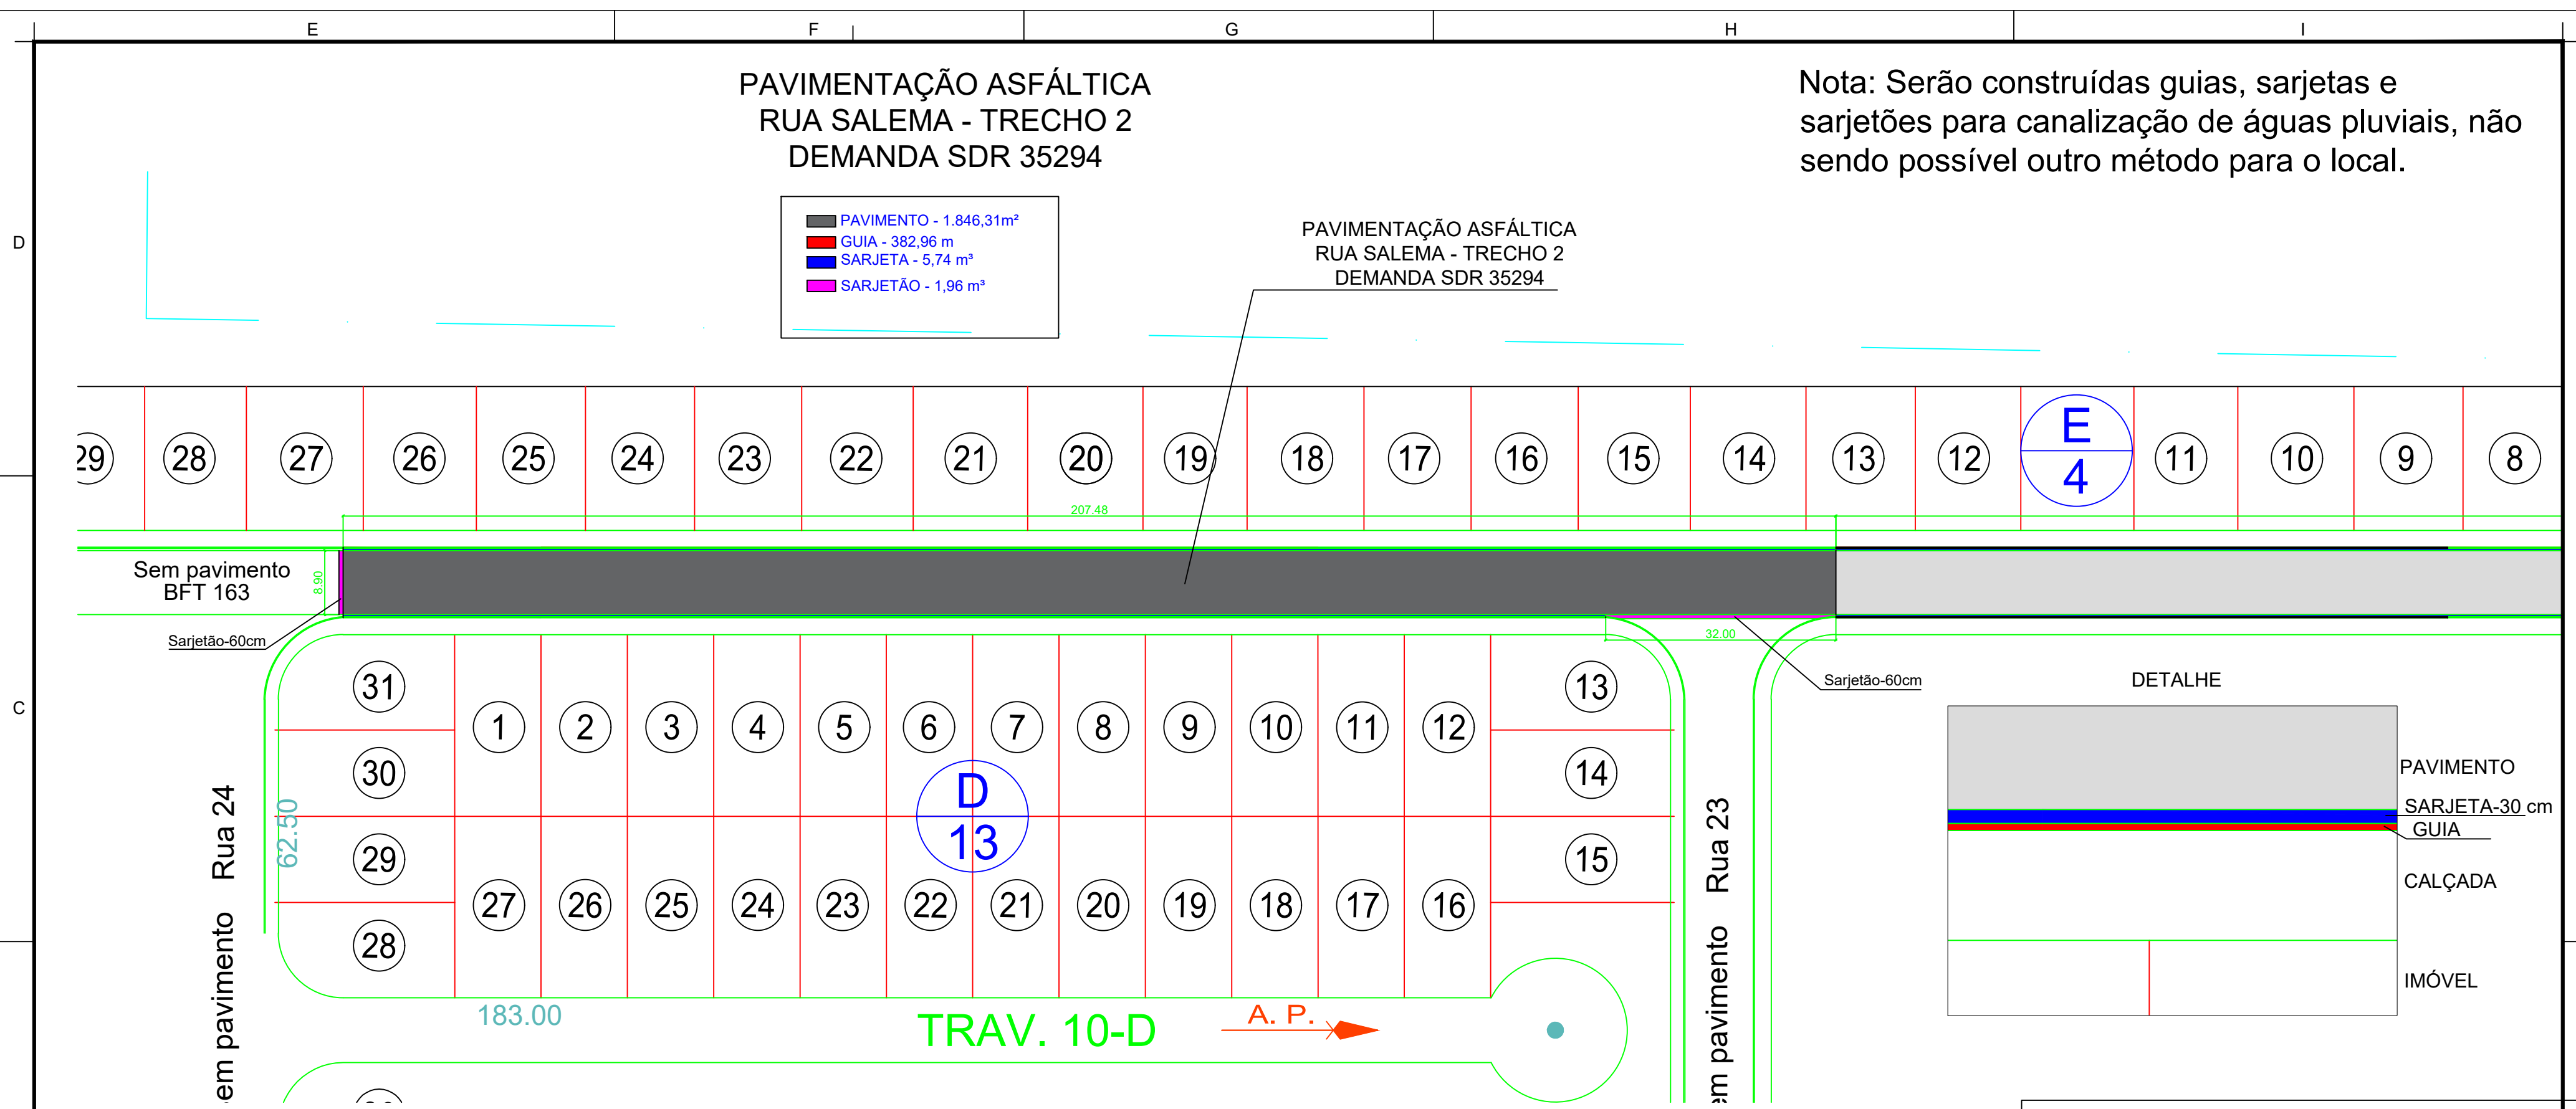 E F G H I
PAVIMENTAÇÃO ASFÁLTICA
RUA SALEMA - TRECHO 2
DEMANDA SDR 35294
Nota: Serão construídas guias, sarjetas e
sarjetões para canalização de águas pluviais, não
sendo possível outro método para o local.
PAVIMENTO - 1.846,31m²
GUIA - 382,96 m
SARJETA - 5,74 m³
SARJETÃO - 1,96 m³
PAVIMENTAÇÃO ASFÁLTICA
RUA SALEMA - TRECHO 2
DEMANDA SDR 35294
D
29 28 27 26 25 24 23 22 21 20 19 18 17 16 15 14 13 12 11 10 9 8
E
4
207.48
Sem pavimento
BFT 163
8.90
Sarjetão-60cm
32.00
Sarjetão-60cm
C
31
30
29
28
1 2 3 4 5 6 7 8 9 10 11 12
D
13
27 26 25 24 23 22 21 20 19 18 17 16
13
14
15
Rua 24
em pavimento
62.50
Rua 23
em pavimento
183.00
TRAV. 10-D
A. P.
DETALHE
PAVIMENTO
SARJETA-30 cm
GUIA
CALÇADA
IMÓVEL